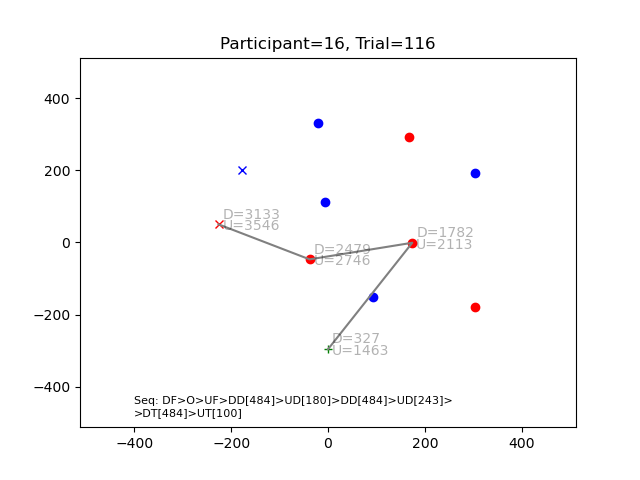 Participant=16, Trial=116
400
200
0
−200
−400
D=3133
U=3546
D=2479
U=2746
D=1782
U=2113
D=327
U=1463
Seq: DF>O>UF>DD[484]>UD[180]>DD[484]>UD[243]>
>DT[484]>UT[100]
−400 −200 0 200 400